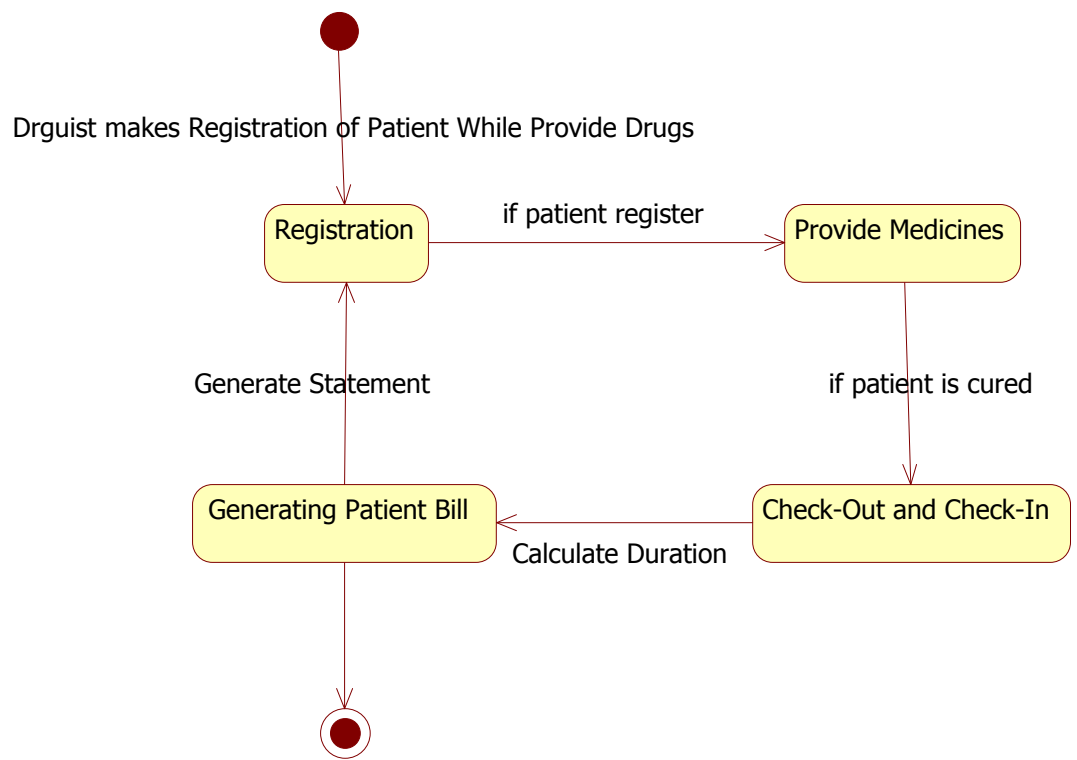 Drguist makes Registration of Patient While Provide Drugs
if patient register
Registration
Provide Medicines
Generate Statement
if patient is cured
Generating Patient Bill
Check-Out and Check-In
Calculate Duration